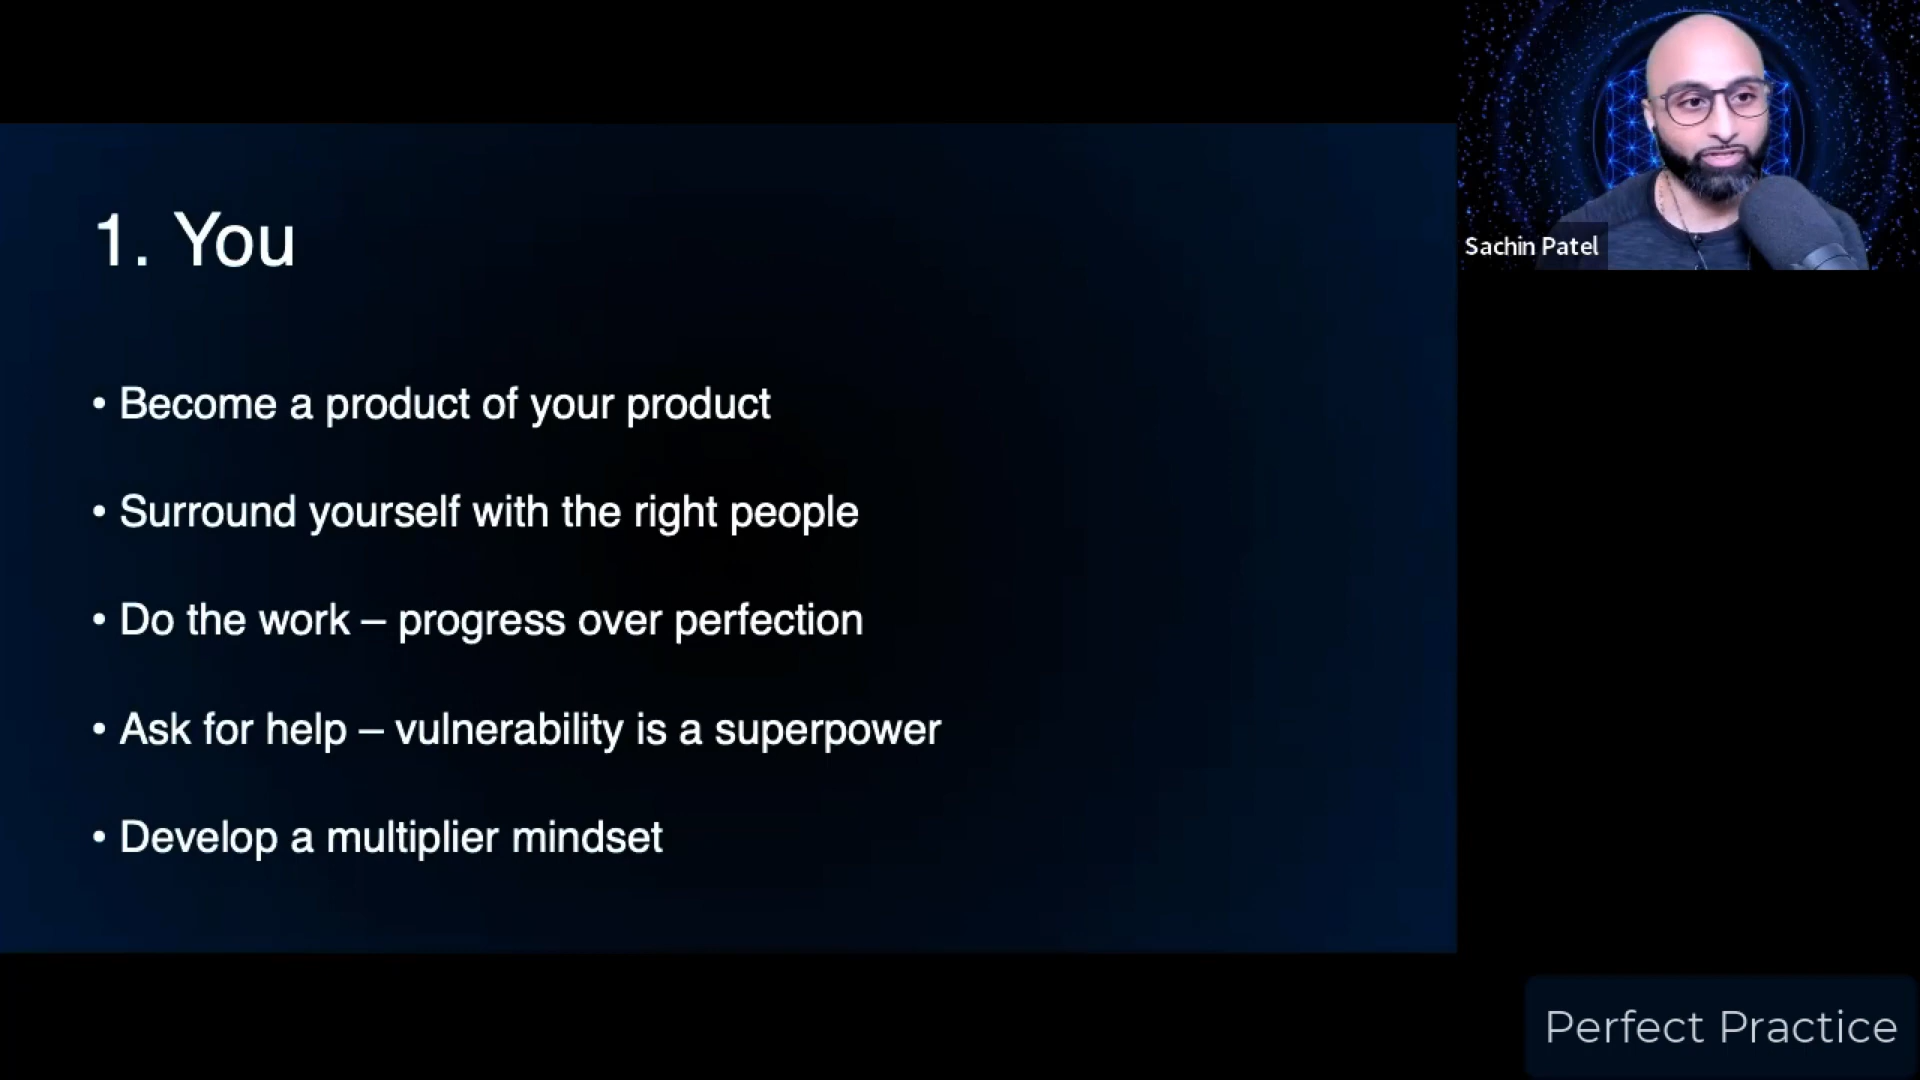 1. You
• Become a product of your product
• Surround yourself with the right people
• Do the work – progress over perfection
• Ask for help – vulnerability is a superpower
• Develop a multiplier mindset
Sachin Patel
Perfect Practice